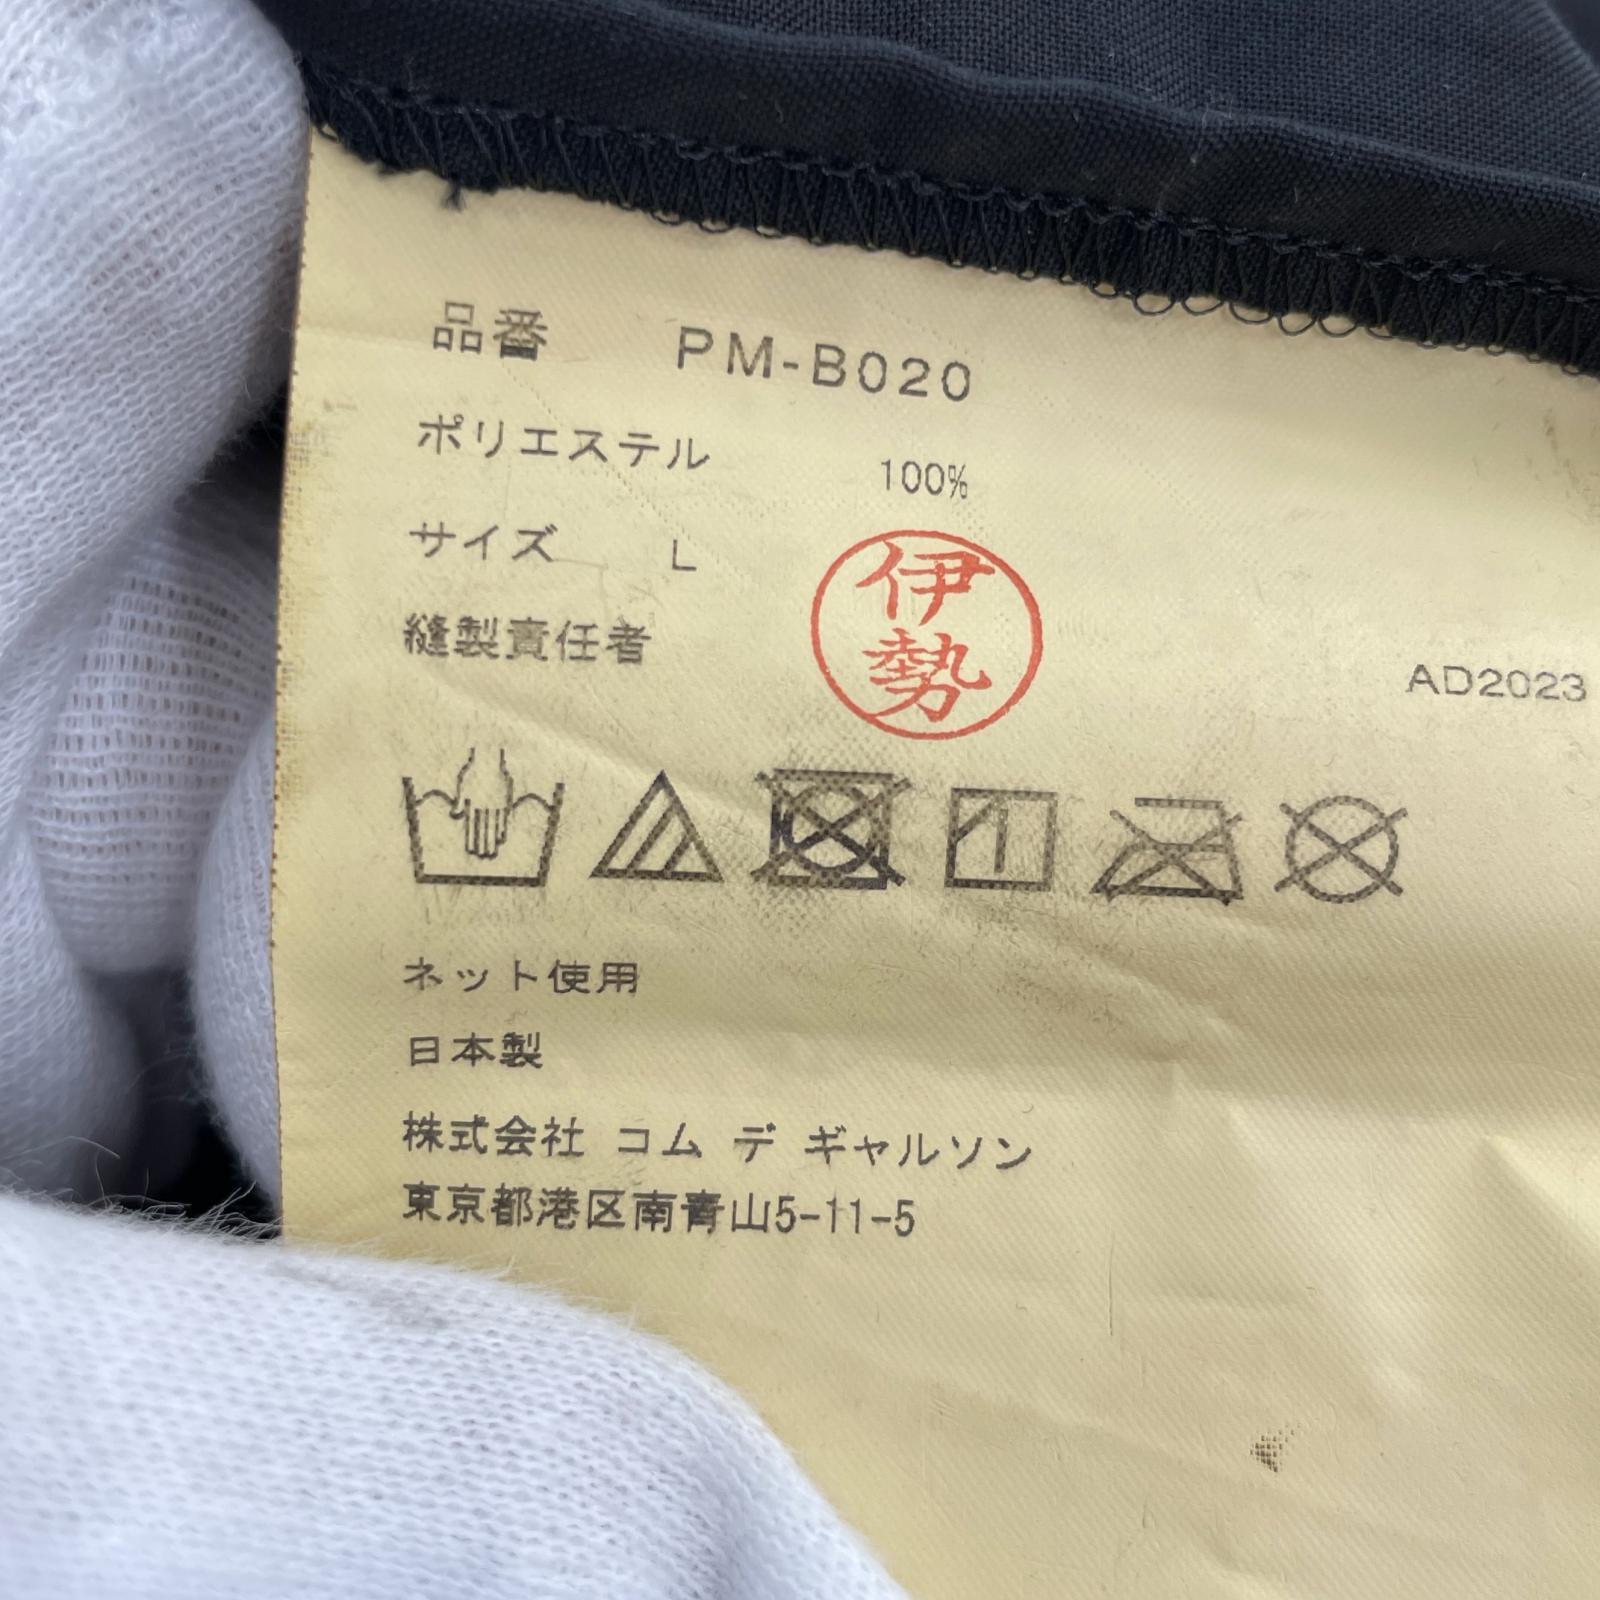 品番 PM-B020
ポリエステル 100%
サイズ L
縫製責任者 伊勢
AD2023
ネット使用
日本製
株式会社 コム デ ギャルソン
東京都港区南青山5-11-5